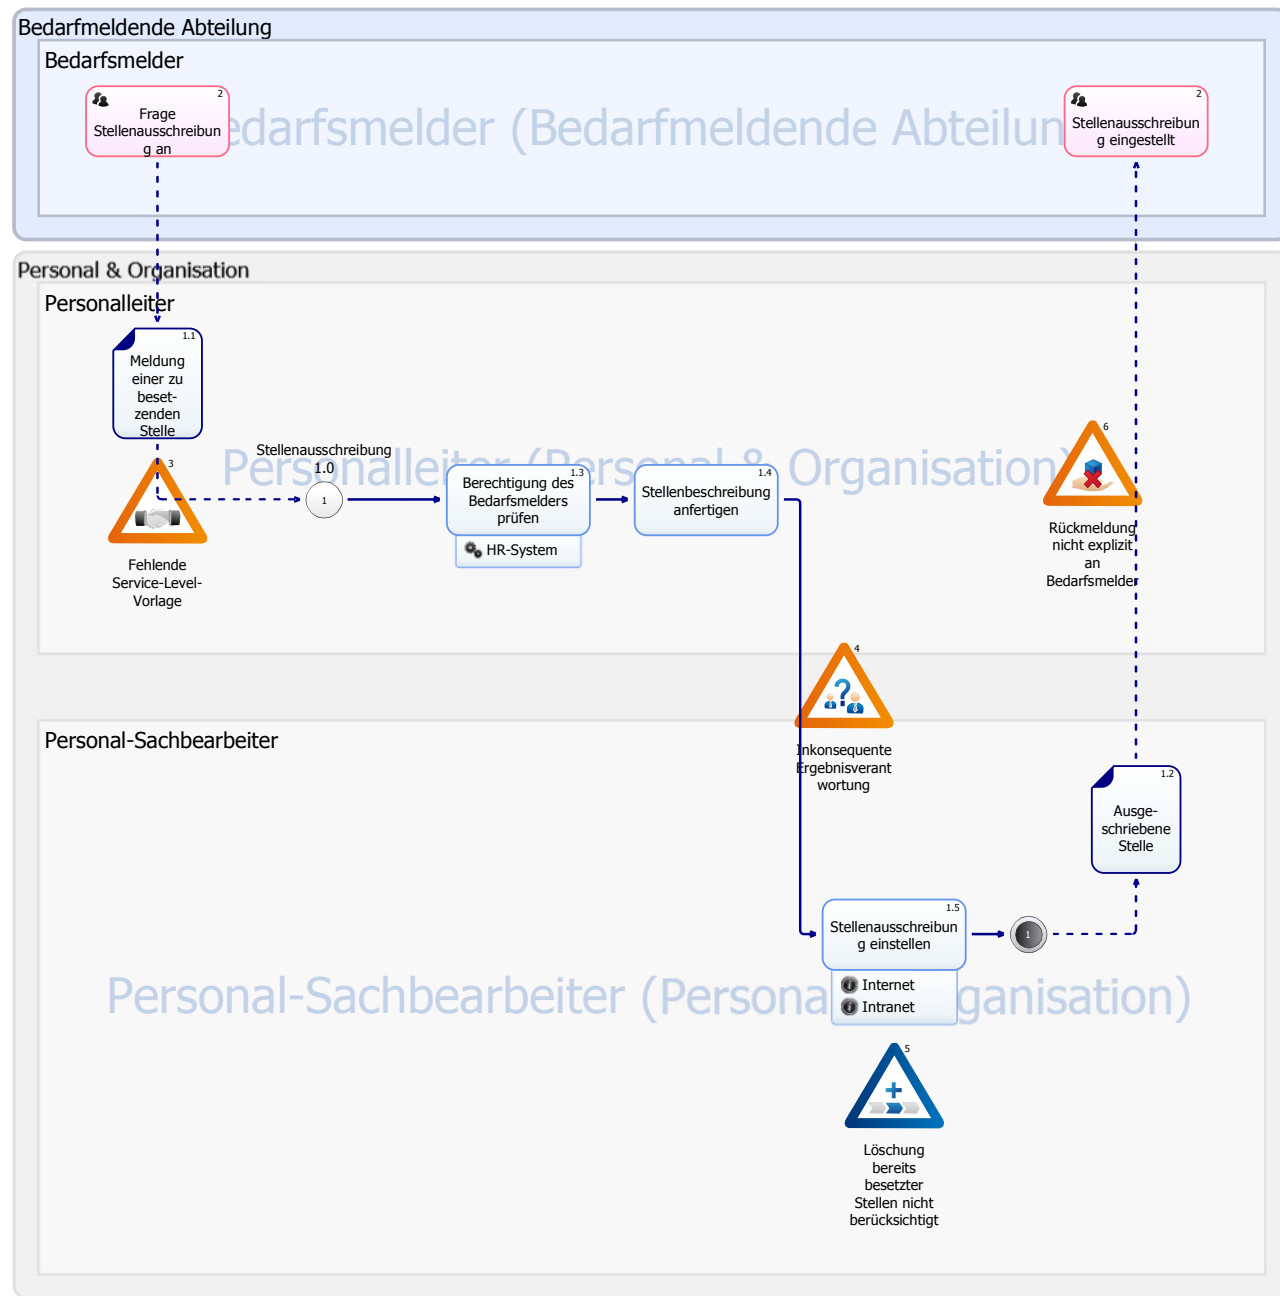 Bedarfmeldende Abteilung
Bedarfsmelder
2
Frage
Stellenausschreibun
g an
edarfsmelder (Bedarfmeldende Abteilun
2
Stellenausschreibun
g eingestellt
Personal & Organisation
Personalleiter
1.1
Meldung
einer zu
beset-
zenden
Stelle
Personalleiter (Personal & Organisation)
3
Fehlende
Service-Level-
Vorlage
Stellenausschreibung
1.0
1
1.3
Berechtigung des
Bedarfsmelders
prüfen
HR-System
1.4
Stellenbeschreibung
anfertigen
6
Rückmeldung
nicht explizit
an
Bedarfsmelder
4
Inkonsequente
Ergebnisverant
wortung
Personal-Sachbearbeiter
1.2
Ausge-
schriebene
Stelle
1.5
Stellenausschreibun
g einstellen
1
Internet
Intranet
Personal-Sachbearbeiter (Persona ganisation)
5
Löschung
bereits
besetzter
Stellen nicht
berücksichtigt